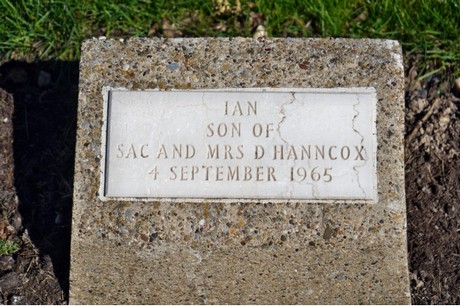 IAN
SON OF
SAC AND MRS D HANNCOX
4 SEPTEMBER 1965